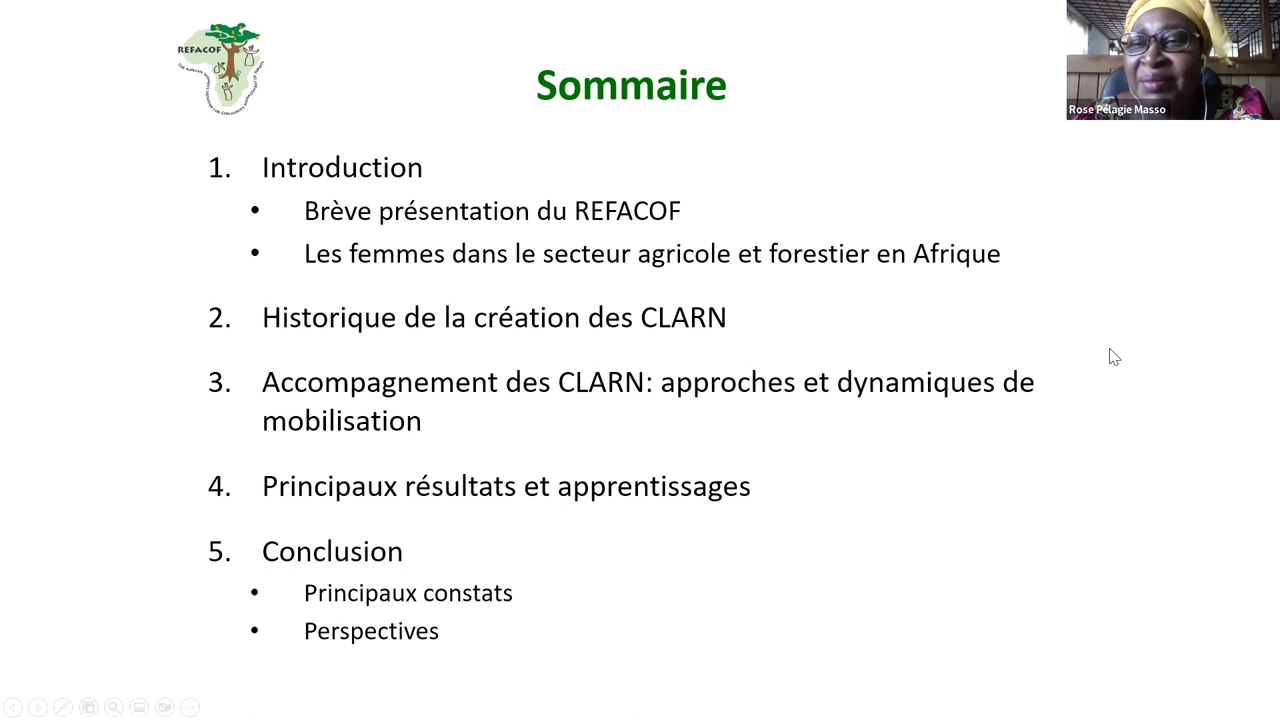 REFACOF
Sommaire
Rose Pélagie Masso
1. Introduction
• Brève présentation du REFACOF
• Les femmes dans le secteur agricole et forestier en Afrique
2. Historique de la création des CLARN
3. Accompagnement des CLARN: approches et dynamiques de
mobilisation
4. Principaux résultats et apprentissages
5. Conclusion
• Principaux constats
• Perspectives